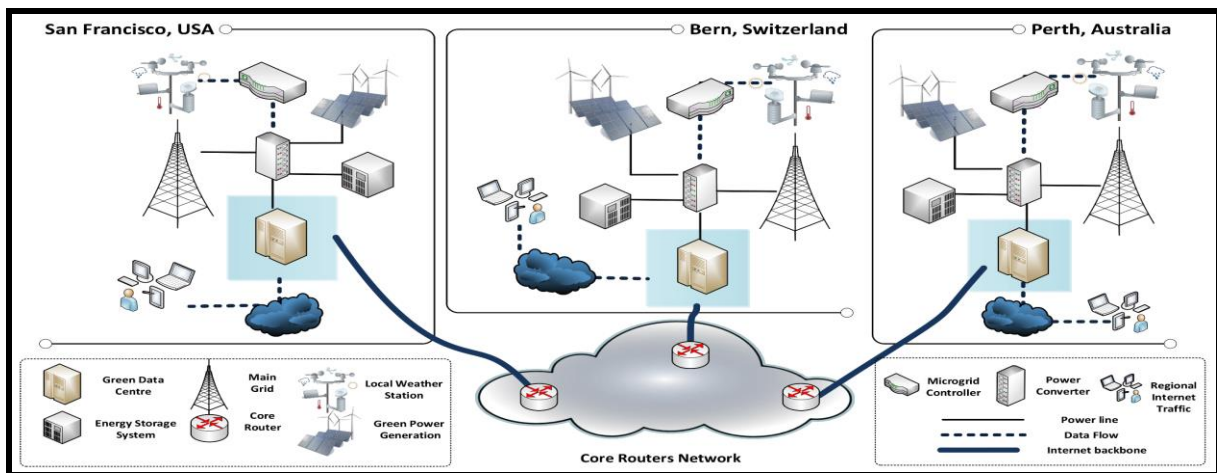 San Francisco, USA
Bern, Switzerland
Perth, Australia
Green Data
Centre
Main
Grid
Local Weather
Station
Energy Storage
System
Core
Router
Green Power
Generation
Core Routers Network
Microgrid
Controller
Power
Converter
Regional
Internet
Traffic
Power line
Data Flow
Internet backbone